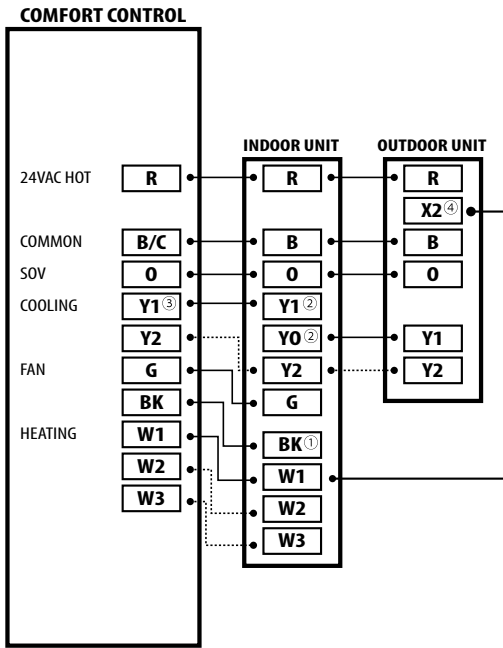 COMFORT CONTROL
INDOOR UNIT OUTDOOR UNIT
24VAC HOT R R R
X2④
COMMON B/C B B
SOV O O O
COOLING Y1③ Y1②
Y2 YO② Y1
FAN G Y2 Y2
BK G
HEATING W1 BK①
W2 W1
W3 W2
W3